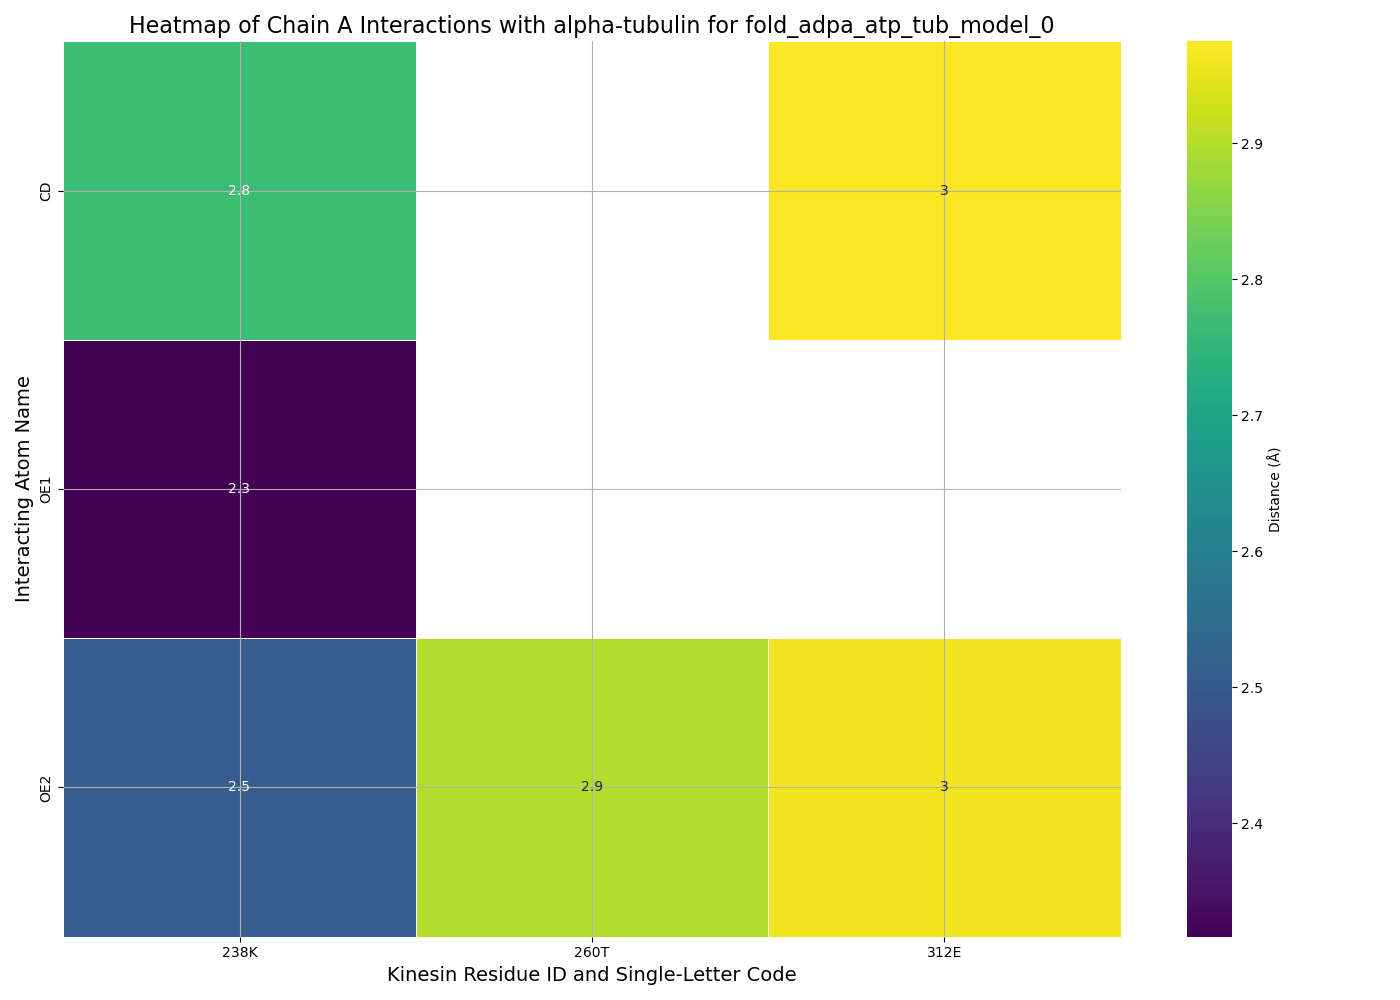 Heatmap of Chain A Interactions with alpha-tubulin for fold_adpa_atp_tub_model_0
Interacting Atom Name
CD
OE1
OE2
2.8
3
2.3
2.5
2.9
3
238K
260T
312E
Kinesin Residue ID and Single-Letter Code
2.9
2.8
2.7
2.6
2.5
2.4
Distance (Å)